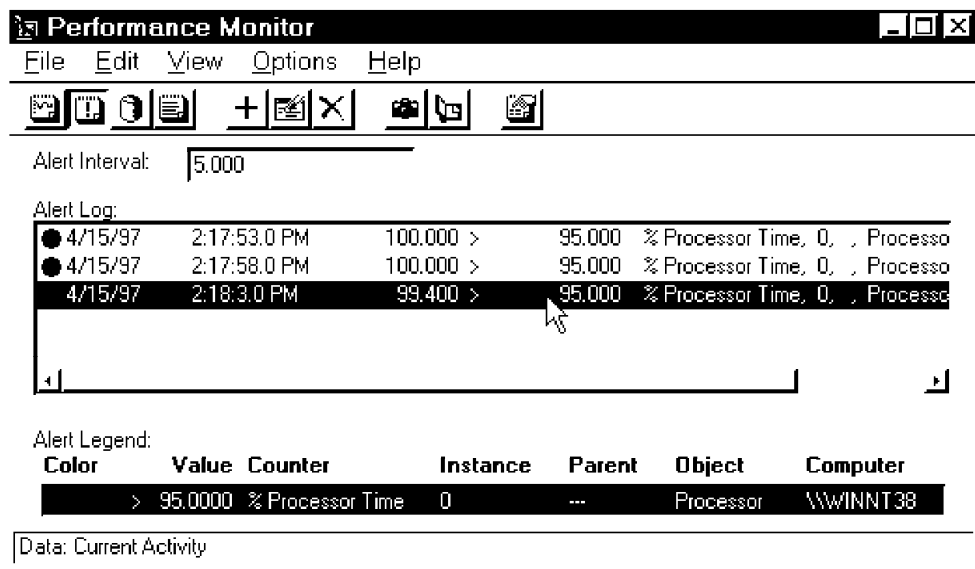 Performance Monitor
File Edit View Options Help
Alert Interval: 5.000
Alert Log:
4/15/97 2:17:53.0 PM 100.000 > 95.000 % Processor Time, 0, , Processo
4/15/97 2:17:58.0 PM 100.000 > 95.000 % Processor Time, 0, , Processo
4/15/97 2:18:3.0 PM 99.400 > 95.000 % Processor Time, 0, , Processo
Alert Legend:
Color Value Counter Instance Parent Object Computer
> 95.0000 % Processor Time 0 --- Processor \\WINNT38
Data: Current Activity